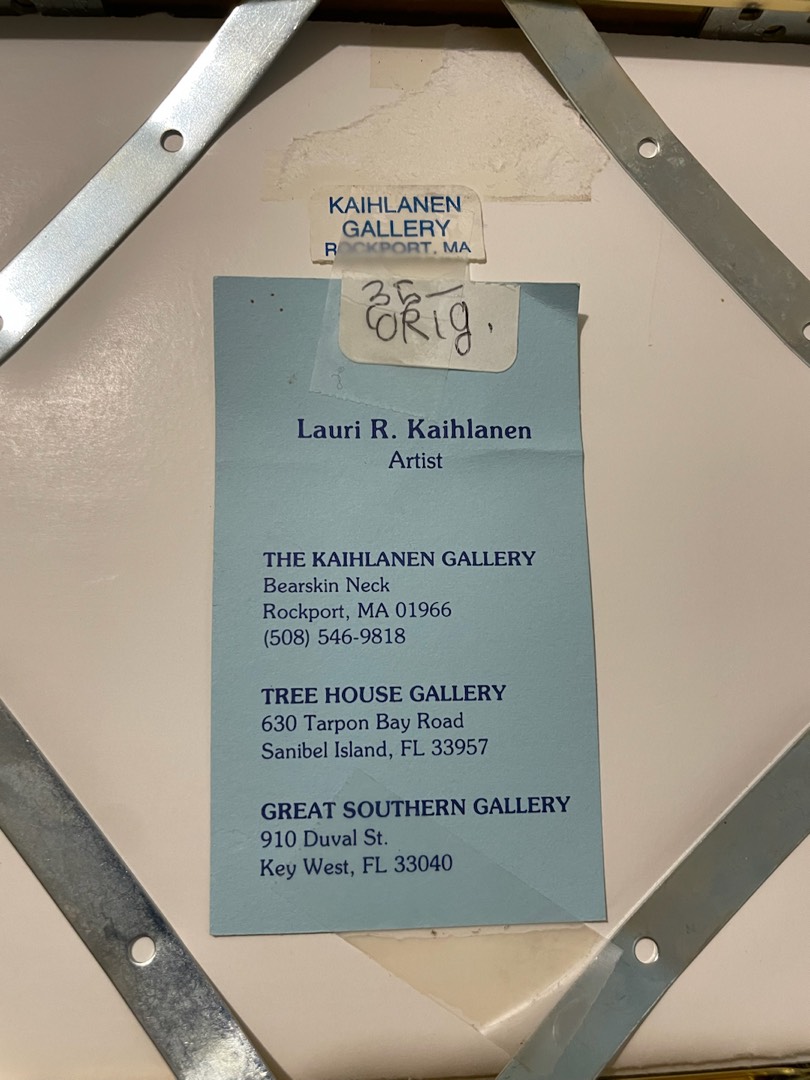 KAIHLANEN
GALLERY
ROCKPORT, MA
35—
ORIg.
Lauri R. Kaihlanen
Artist
THE KAIHLANEN GALLERY
Bearskin Neck
Rockport, MA 01966
(508) 546-9818
TREE HOUSE GALLERY
630 Tarpon Bay Road
Sanibel Island, FL 33957
GREAT SOUTHERN GALLERY
910 Duval St.
Key West, FL 33040